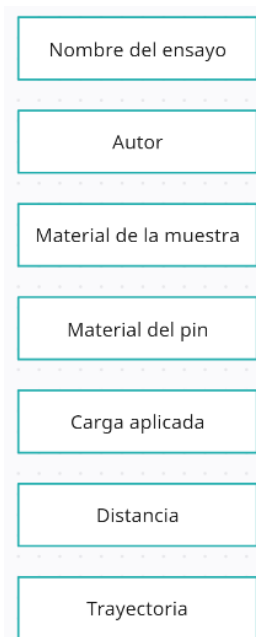 Nombre del ensayo
Autor
Material de la muestra
Material del pin
Carga aplicada
Distancia
Trayectoria